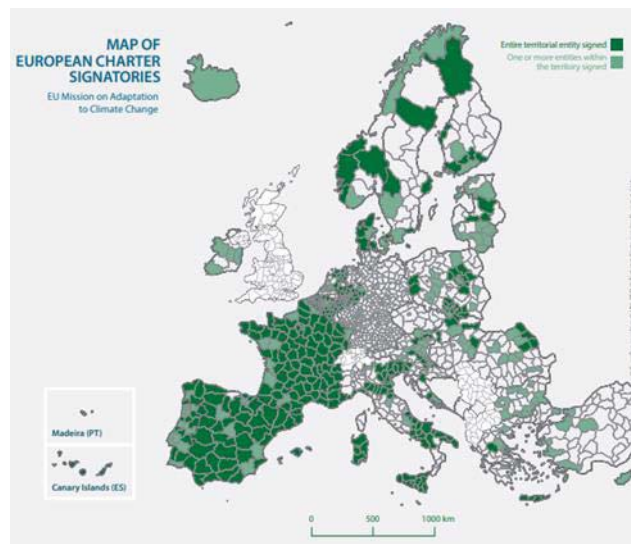 MAP OF
EUROPEAN CHARTER
SIGNATORIES
EU Mission on Adaptation
to Climate Change
Entire territorial entity signed
One or more entities within
the territory signed
Madeira (PT)
Canary Islands (ES)
0 500 1000 km